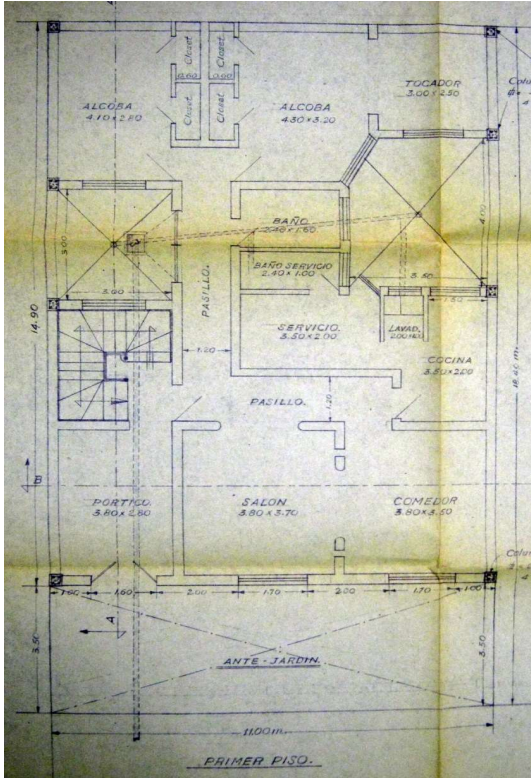 A
Closet
Closet
0.60
0.60
Closet
Closet
ALCOBA
4.10 x 2.80
ALCOBA
4.30 x 3.20
TOCADOR
3.00 x 2.50
Colu
4
BAÑO
2.40 x 1.60
3.00
3.00
4.00
3.50
BAÑO SERVICIO
2.40 x 1.00
PASILLO
SERVICIO.
3.50 x 2.00
LAVAD.
COCINA
3.50 x 2.00
14.90
1.20
PASILLO.
1.20
B
PORTICO.
3.80 x 2.80
SALON
3.80 x 3.70
COMEDOR
3.80 x 3.50
Colu
4
1.00
1.60
2.00
1.70
2.00
1.70
1.00
A
3.50
3.50
ANTE-JARDIN.
11.00 m.
PRIMER PISO.